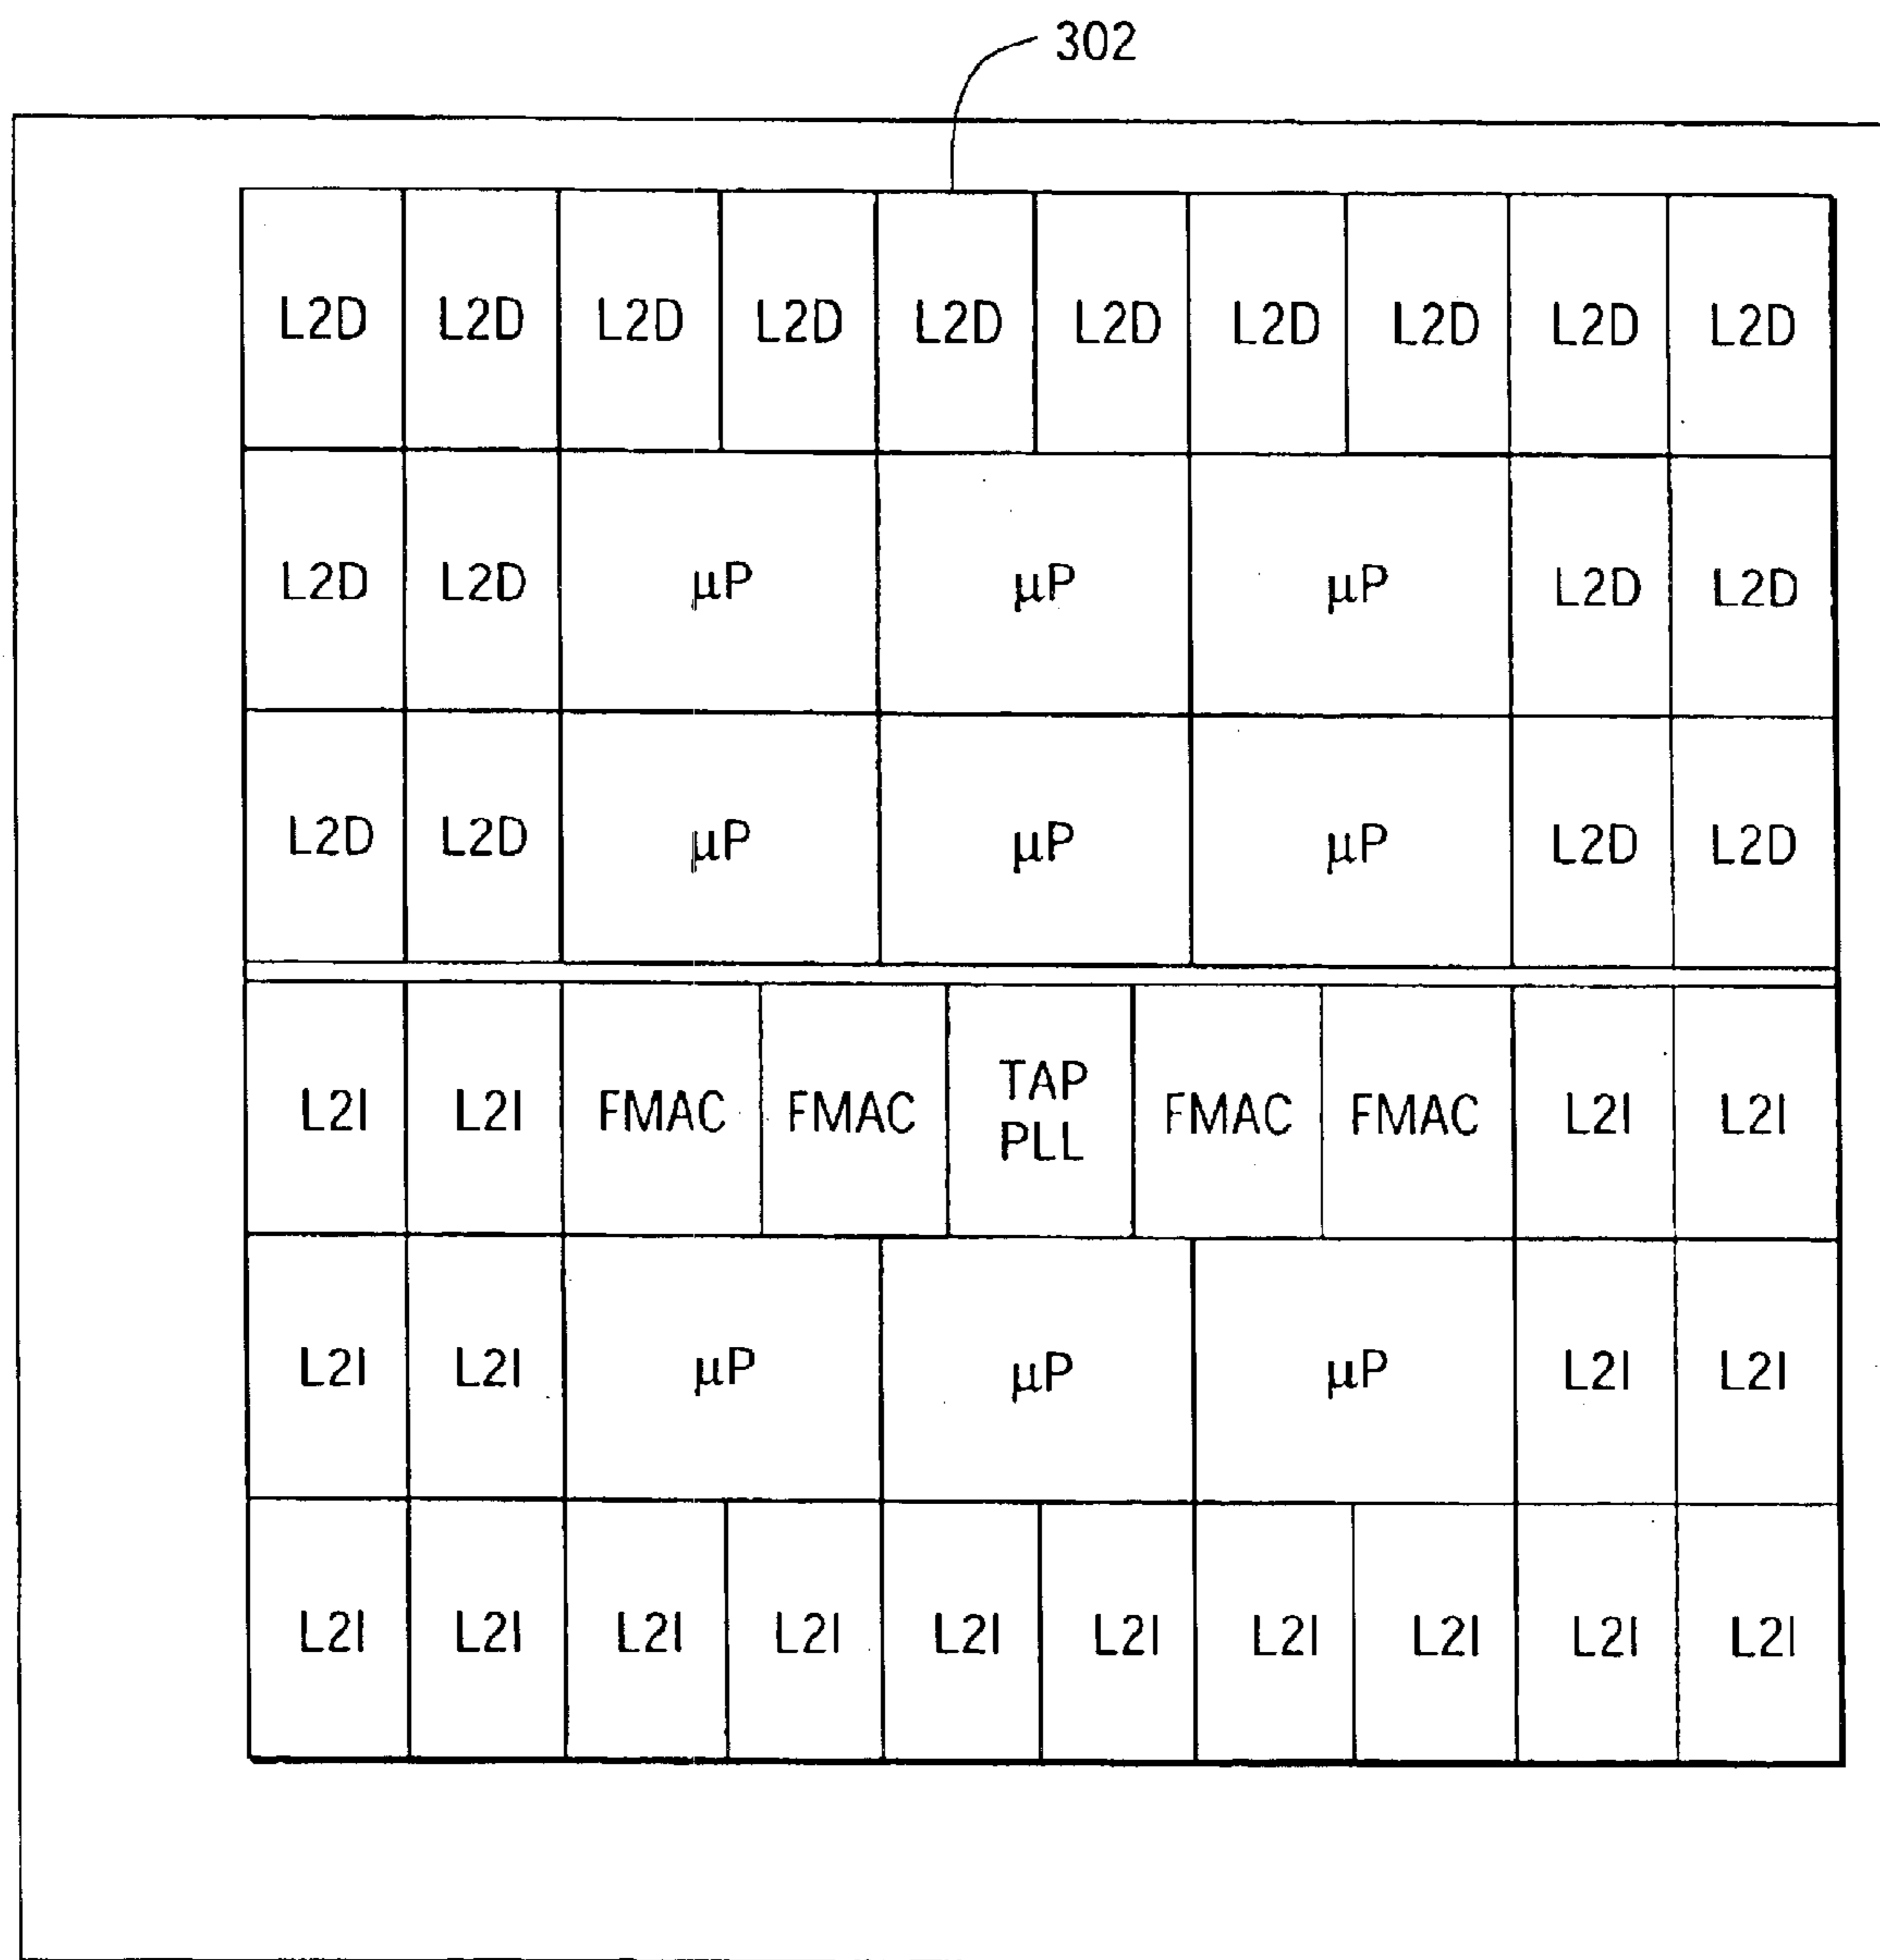 302
L2D L2D L2D L2D L2D L2D L2D L2D L2D L2D
L2D L2D µP µP µP L2D L2D
L2D L2D µP µP µP L2D L2D
L2I L2I FMAC FMAC TAP PLL FMAC FMAC L2I L2I
L2I L2I µP µP µP L2I L2I
L2I L2I L2I L2I L2I L2I L2I L2I L2I L2I